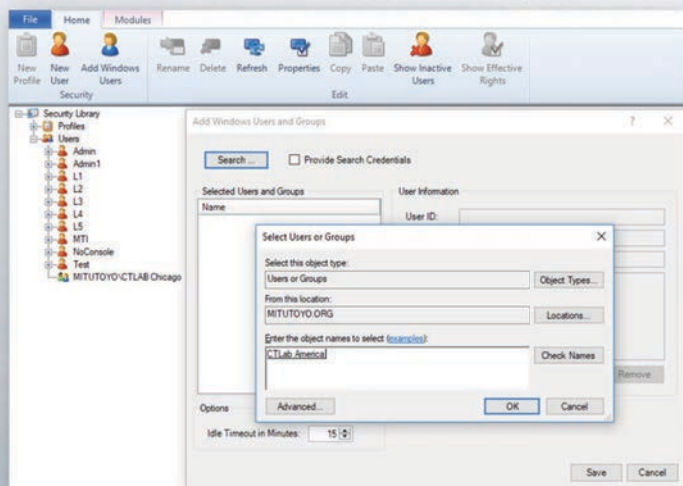 File Home Modules
New Profile
New User
Add Windows Users
Rename
Delete
Refresh
Properties
Copy
Paste
Show Inactive Users
Show Effective Rights
Security
Edit
Security Library
Profiles
Users
Admin
Admin1
L1
L2
L3
L4
L5
MTI
NoConsole
Test
MITUTOYO\CTLAB Chicago
Add Windows Users and Groups
? X
Search ...
Provide Search Credentials
Selected Users and Groups
Name
User Information
User ID:
Select Users or Groups
X
Select this object type:
Users or Groups
Object Types...
From this location:
MITUTOYO.ORG
Locations...
Enter the object names to select (examples):
CTLab America
Check Names
Advanced...
OK
Cancel
Remove
Options
Idle Timeout in Minutes: 15
Save
Cancel